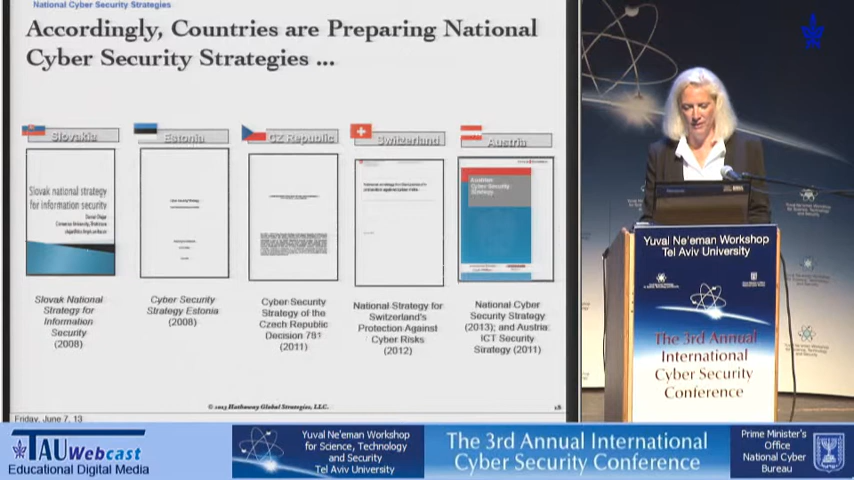 National Cyber Security Strategies
Accordingly, Countries are Preparing National
Cyber Security Strategies ...
Slovakia
Estonia
CZ Republic
Switzerland
Austria
Slovak national strategy
for information security
Austrian
Cyber Security
Strategy
Slovak National
Strategy for
Information
Security
(2008)
Cyber Security
Strategy Estonia
(2008)
Cyber Security
Strategy of the
Czech Republic
Decision 781
(2011)
National Strategy for
Switzerland's
Protection Against
Cyber Risks
(2012)
National Cyber
Security Strategy
(2013); and Austria
ICT Security
Strategy (2011)
© 2013 Hathaway Global Strategies, LLC.
18
Friday, June 7, 13
Yuval Ne'eman Workshop
Tel Aviv University
The 3rd Annual
International
Cyber Security
Conference
TAU Webcast
Educational Digital Media
Yuval Ne'eman Workshop
for Science, Technology
and Security
Tel Aviv University
The 3rd Annual International
Cyber Security Conference
Prime Minister's
Office
National Cyber
Bureau